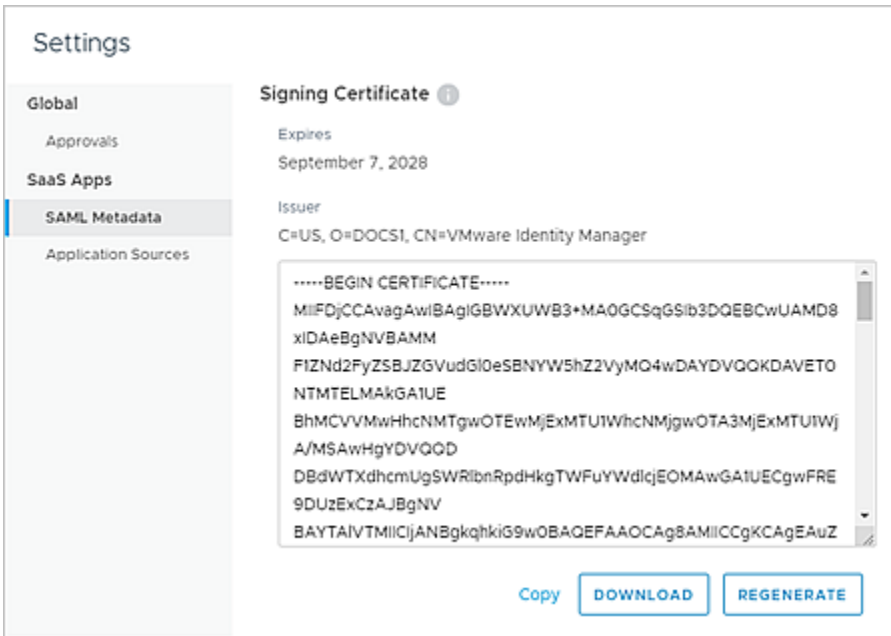 Settings
Global
Approvals
SaaS Apps
SAML Metadata
Application Sources
Signing Certificate
Expires
September 7, 2028
Issuer
C=US, O=DOCS1, CN=VMware Identity Manager
-----BEGIN CERTIFICATE-----
MIIFDjCCAvagAwIBAgIGBWXUWB3+MA0GCSqGSIb3DQEBCwUAMD8
xIDAeBgNVBAMM
F1ZNd2FyZSBJZGVudGl0eSBNYW5hZ2VyMQ4wDAYDVQQKDAVET0
NTMTELMAkGA1UE
BhMCVVMwHhcNMTgwOTEwMjExMTU1WhcNMjgwOTA3MjExMTU1Wj
A/MSAwHgYDVQQD
DBdWTXdhcmUgSWRlbnRpdHkgTWFuYWdlcjEOMAwGA1UECgwFRE
9DUzExCzAJBgNV
BAYTAlVTMIICIjANBgkqhkiG9w0BAQEFAAOCAg8AMIICCgKCAgEAuZ
Copy
DOWNLOAD
REGENERATE